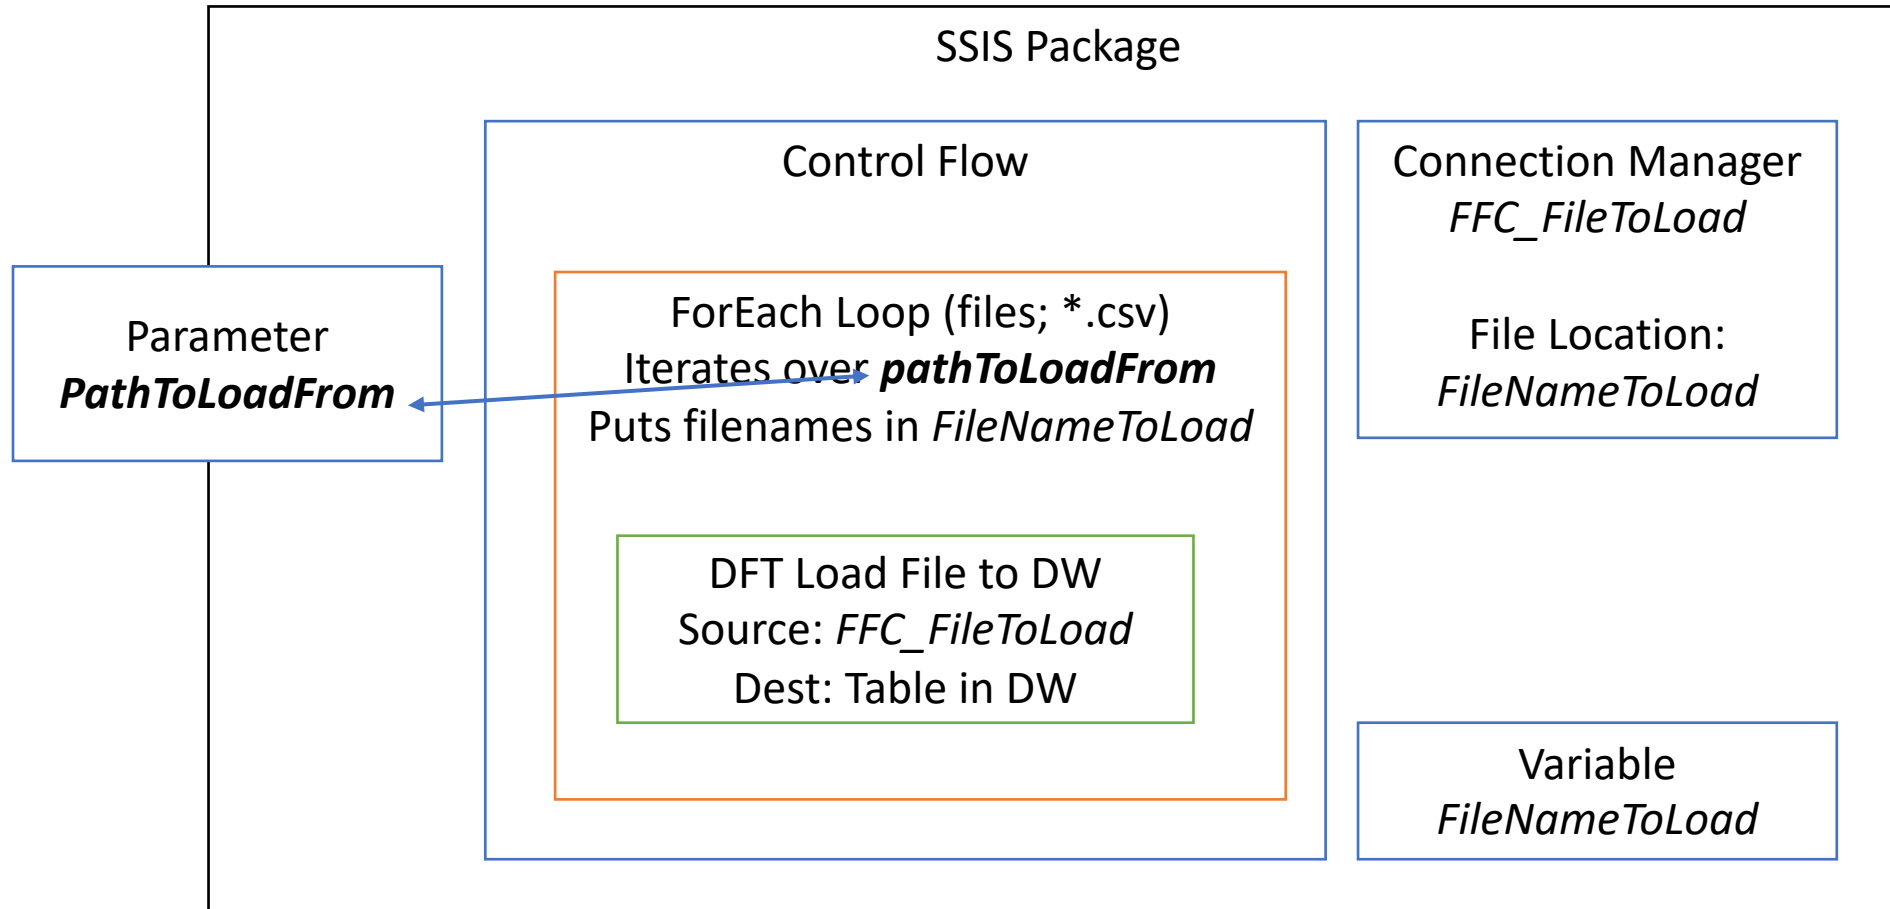 SSIS Package
Control Flow
Connection Manager
FFC_FileToLoad
File Location:
FileNameToLoad
Parameter
PathToLoadFrom
ForEach Loop (files; *.csv)
Iterates over pathToLoadFrom
Puts filenames in FileNameToLoad
DFT Load File to DW
Source: FFC_FileToLoad
Dest: Table in DW
Variable
FileNameToLoad